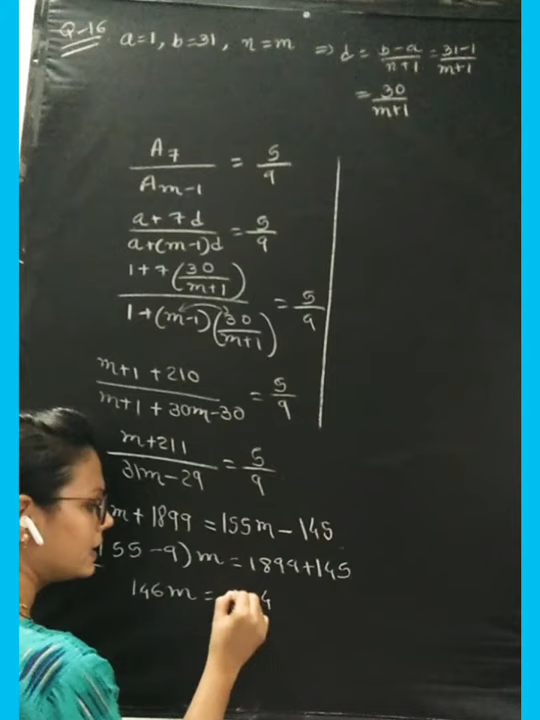 Q-16 a=1, b=31, n=m ⇒ d = (b-a)/(n+1) = (31-1)/(m+1)
= 30/(m+1)
A7/Am-1 = 5/9
(a+7d)/(a+(m-1)d) = 5/9
(1+7(30/(m+1)))/(1+(m-1)(30/(m+1))) = 5/9
(m+1+210)/(m+1+30m-30) = 5/9
(m+211)/(31m-29) = 5/9
m+1899 = 155m-145
55-9)m = 1899+145
146m = 4